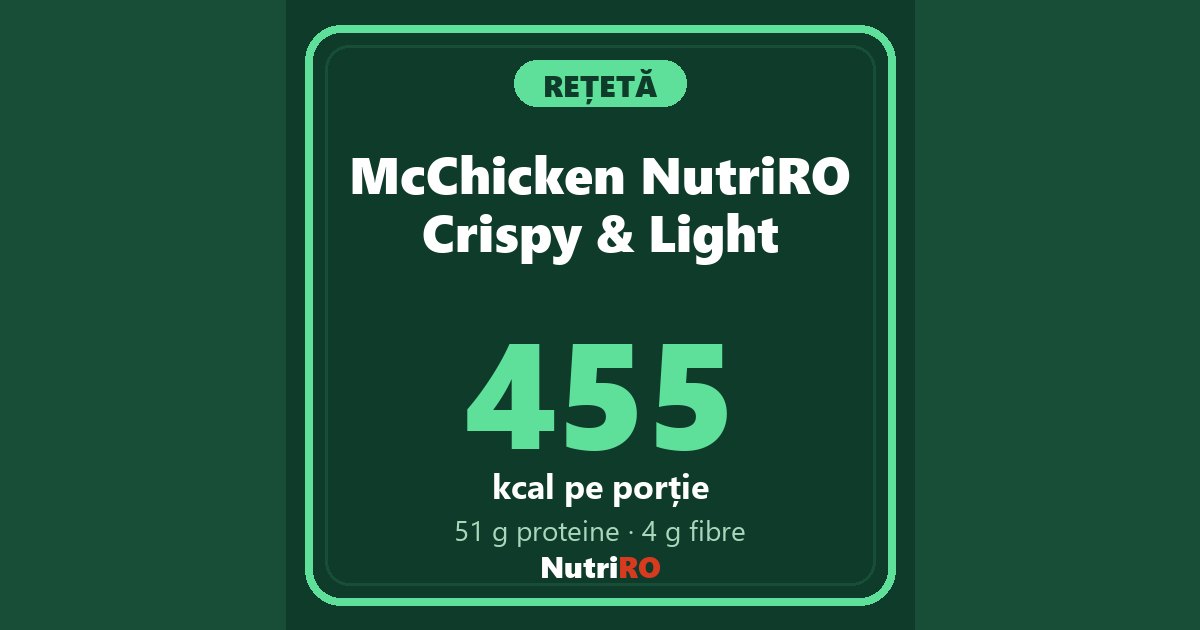 REȚETĂ
McChicken NutriRO
Crispy & Light
455
kcal pe porție
51 g proteine · 4 g fibre
NutriRO